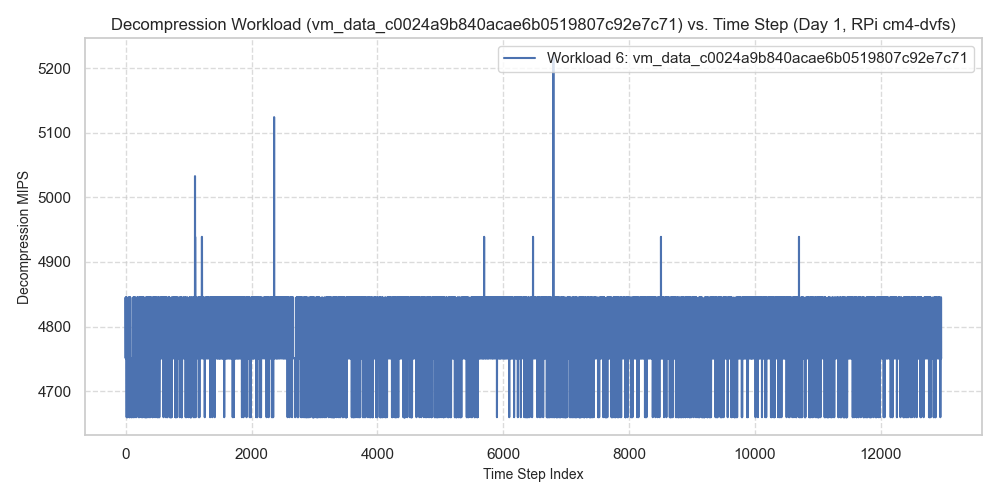 Decompression Workload (vm_data_c0024a9b840acae6b0519807c92e7c71) vs. Time Step (Day 1, RPi cm4-dvfs)
Workload 6: vm_data_c0024a9b840acae6b0519807c92e7c71
Decompression MIPS
5200
5100
5000
4900
4800
4700
0 2000 4000 6000 8000 10000 12000
Time Step Index